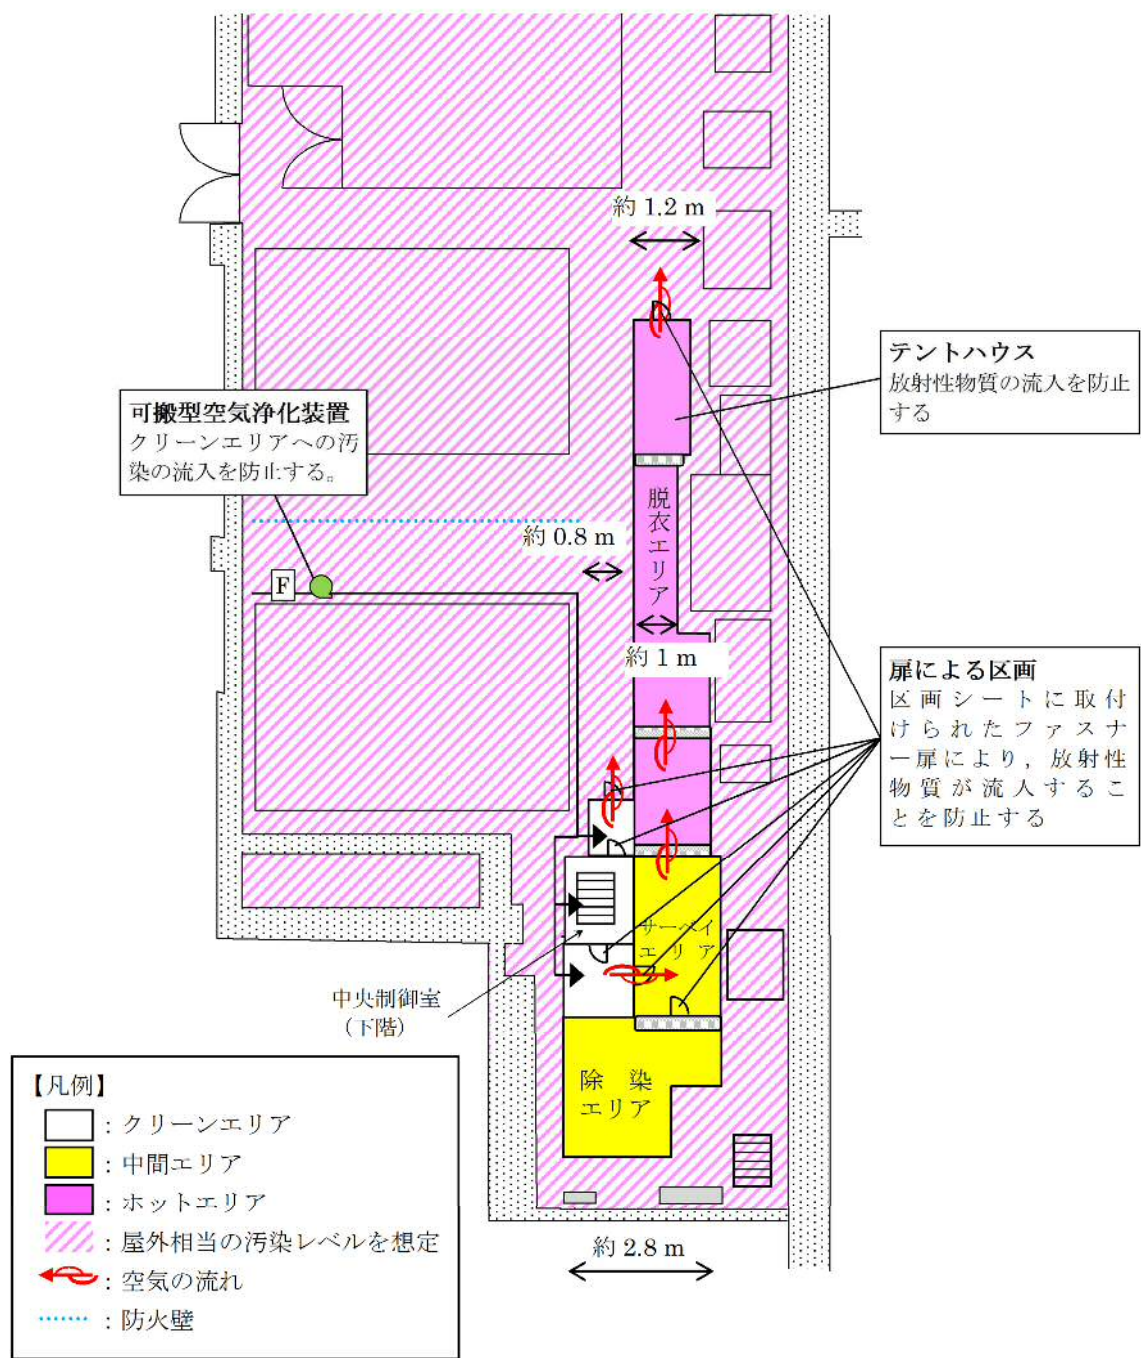 約 1.2 m
テントハウス
放射性物質の流入を防止
する
可搬型空気浄化装置
クリーンエリアへの汚
染の流入を防止する。
脱衣エリア
約 0.8 m
F
約 1 m
扉による区画
区画シートに取付
けられたファスナ
ー扉により，放射性
物質が流入するこ
とを防止する
サーベイ
エリア
中央制御室
（下階）
除 染
エリア
【凡例】
：クリーンエリア
：中間エリア
：ホットエリア
：屋外相当の汚染レベルを想定
：空気の流れ
：防火壁
約 2.8 m